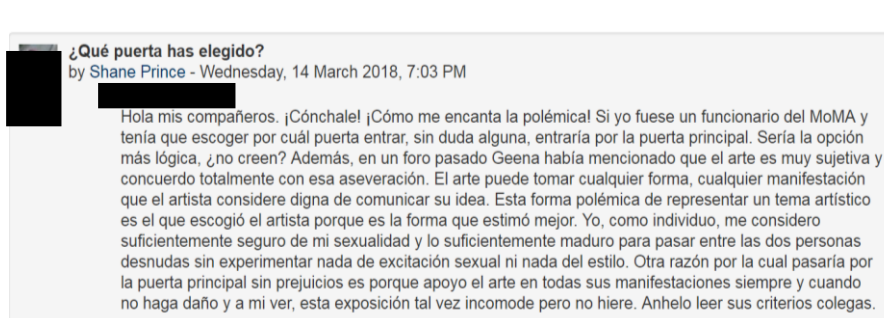 ¿Qué puerta has elegido?
by Shane Prince - Wednesday, 14 March 2018, 7:03 PM
Hola mis compañeros. ¡Cónchale! ¡Cómo me encanta la polémica! Si yo fuese un funcionario del MoMA y
tenía que escoger por cuál puerta entrar, sin duda alguna, entraría por la puerta principal. Sería la opción
más lógica, ¿no creen? Además, en un foro pasado Geena había mencionado que el arte es muy sujetiva y
concuerdo totalmente con esa aseveración. El arte puede tomar cualquier forma, cualquier manifestación
que el artista considere digna de comunicar su idea. Esta forma polémica de representar un tema artístico
es el que escogió el artista porque es la forma que estimó mejor. Yo, como individuo, me considero
suficientemente seguro de mi sexualidad y lo suficientemente maduro para pasar entre las dos personas
desnudas sin experimentar nada de excitación sexual ni nada del estilo. Otra razón por la cual pasaría por
la puerta principal sin prejuicios es porque apoyo el arte en todas sus manifestaciones siempre y cuando
no haga daño y a mi ver, esta exposición tal vez incomode pero no hiere. Anhelo leer sus criterios colegas.